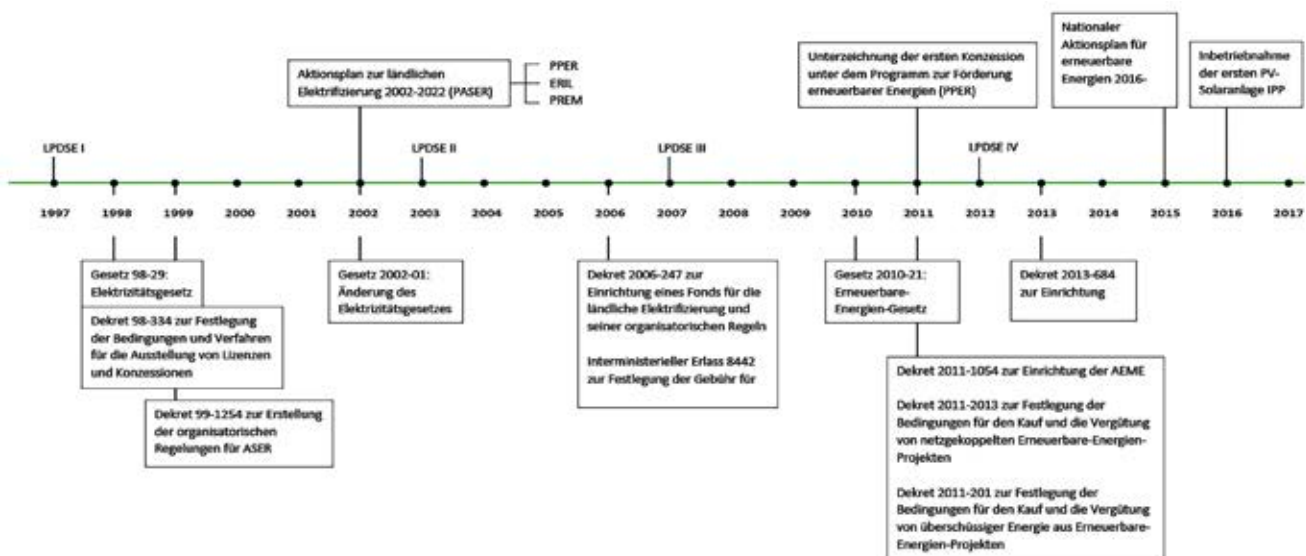 Aktionsplan zur ländlichen
Elektrifizierung 2002-2022 (PASER)
PPER
ERIL
PREM
Unterzeichnung der ersten Konzession
unter dem Programm zur Förderung
erneuerbarer Energien (PPER)
Nationaler
Aktionsplan für
erneuerbare
Energien 2016-
Inbetriebnahme
der ersten PV-
Solaranlage IPP
LPDSE I
LPDSE II
LPDSE III
LPDSE IV
1997
1998
1999
2000
2001
2002
2003
2004
2005
2006
2007
2008
2009
2010
2011
2012
2013
2014
2015
2016
2017
Gesetz 98-29:
Elektrizitätsgesetz
Dekret 98-334 zur Festlegung
der Bedingungen und Verfahren
für die Ausstellung von Lizenzen
und Konzessionen
Dekret 99-1254 zur Erstellung
der organisatorischen
Regelungen für ASER
Gesetz 2002-01:
Änderung des
Elektrizitätsgesetzes
Dekret 2006-247 zur
Einrichtung eines Fonds für die
ländliche Elektrifizierung und
seiner organisatorischen Regeln
Interministerieller Erlass 8442
zur Festlegung der Gebühr für
Gesetz 2010-21:
Erneuerbare-
Energien-Gesetz
Dekret 2011-1054 zur Einrichtung der AEME
Dekret 2011-2013 zur Festlegung der
Bedingungen für den Kauf und die Vergütung
von netzgekoppelten Erneuerbare-Energien-
Projekten
Dekret 2011-201 zur Festlegung der
Bedingungen für den Kauf und die Vergütung
von überschüssiger Energie aus Erneuerbare-
Energien-Projekten
Dekret 2013-684
zur Einrichtung